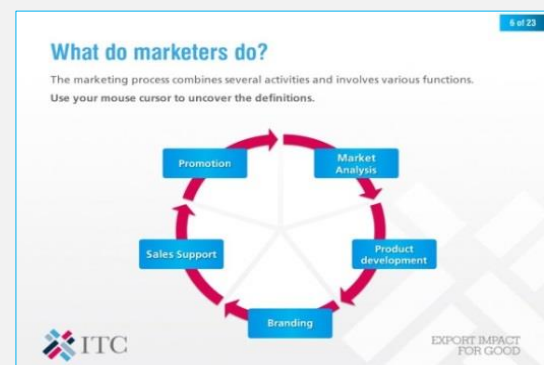 6 of 23
What do marketers do?
The marketing process combines several activities and involves various functions.
Use your mouse cursor to uncover the definitions.
Promotion
Market
Analysis
Sales Support
Product
development
Branding
ITC
EXPORT IMPACT
FOR GOOD